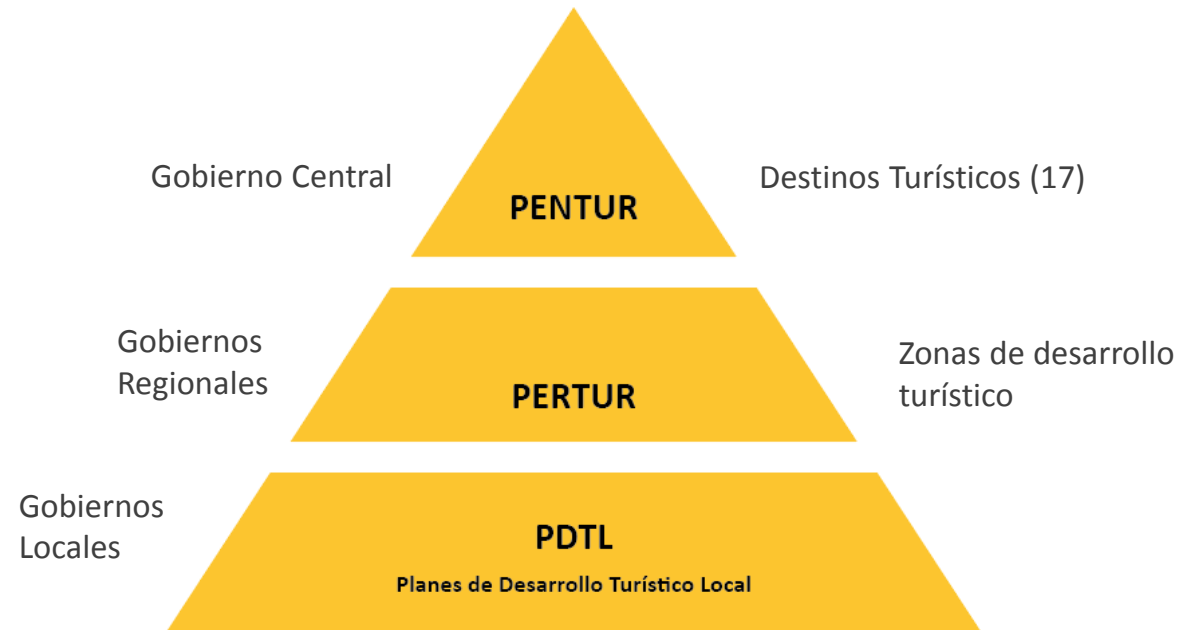 Gobierno Central
PENTUR
Destinos Turísticos (17)
Gobiernos
Regionales
PERTUR
Zonas de desarrollo
turístico
Gobiernos
Locales
PDTL
Planes de Desarrollo Turístico Local